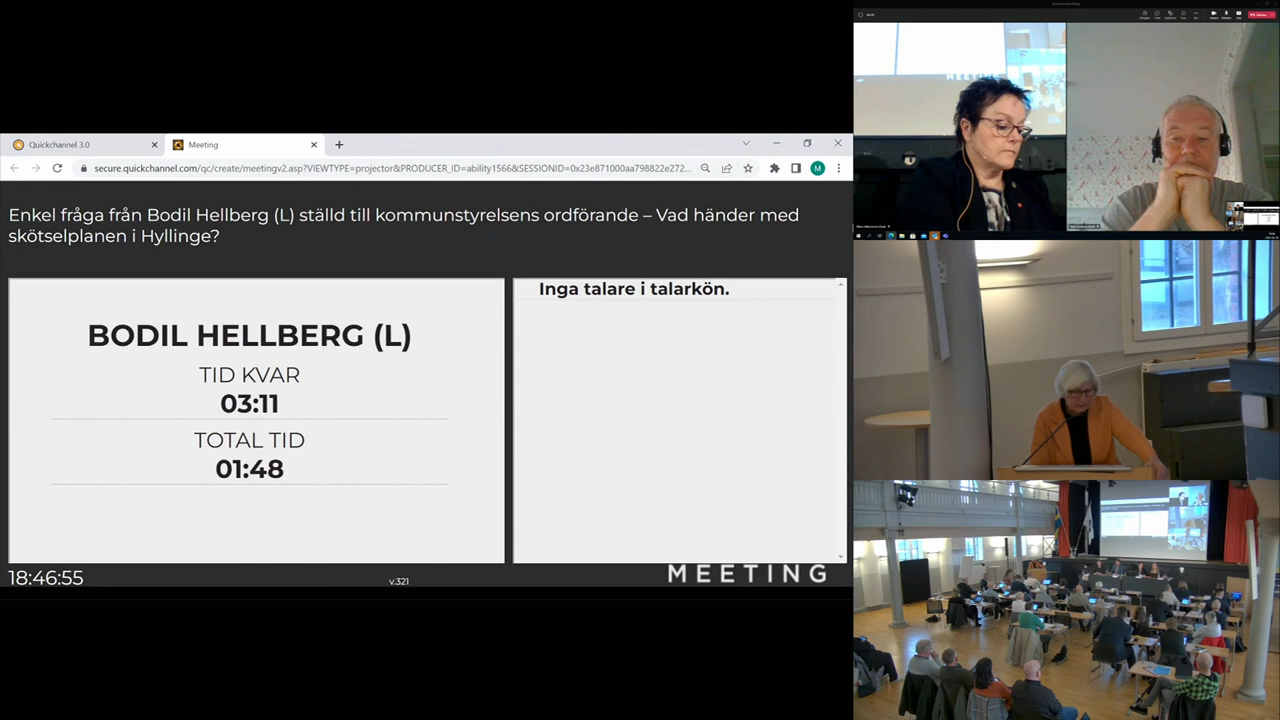 Quickchannel 3.0
Meeting
secure.quickchannel.com/qc/create/meetingv2.asp?VIEWTYPE=projector&PRODUCER_ID=ability1566&SESSIONID=0x23e871000aa798822e272...
M
Enkel fråga från Bodil Hellberg (L) ställd till kommunstyrelsens ordförande – Vad händer med
skötselplanen i Hyllinge?
BODIL HELLBERG (L)
TID KVAR
03:11
TOTAL TID
01:48
Inga talare i talarkön.
18:46:55
v.321
MEETING
MEETING